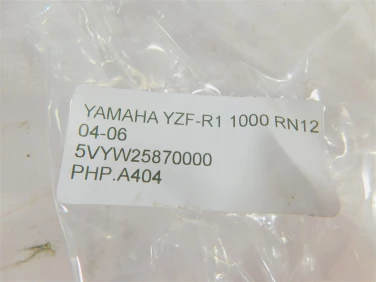 YAMAHA YZF-R1 1000 RN12
04-06
5VYW25870000
PHP.A404